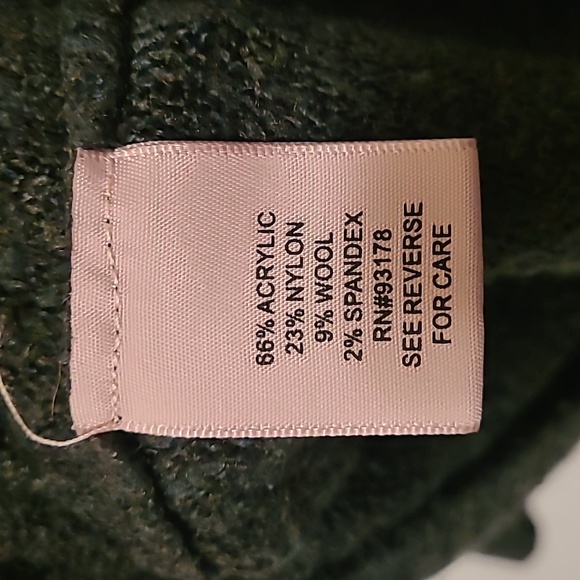 66% ACRYLIC
23% NYLON
9% WOOL
2% SPANDEX
RN#93178
SEE REVERSE
FOR CARE